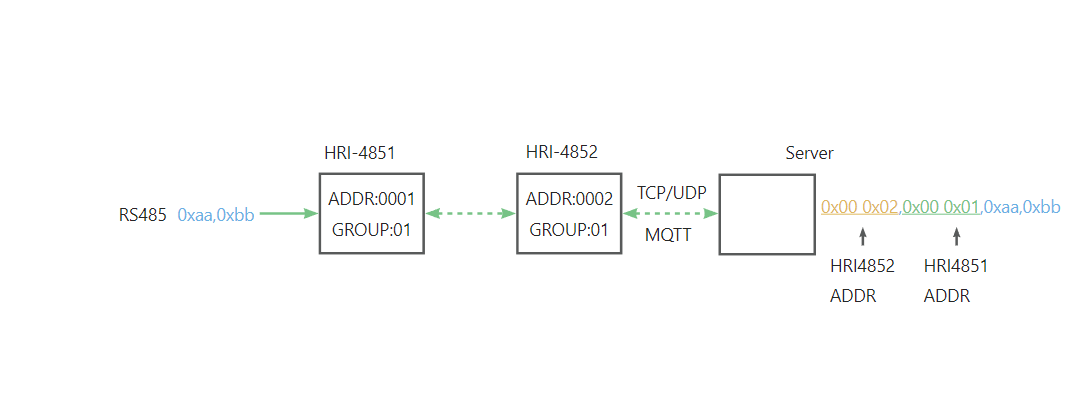 HRI-4851
HRI-4852
Server
RS485 0xaa,0xbb
ADDR:0001
GROUP:01
ADDR:0002
GROUP:01
TCP/UDP
MQTT
0x00 0x02,0x00 0x01,0xaa,0xbb
HRI4852
ADDR
HRI4851
ADDR